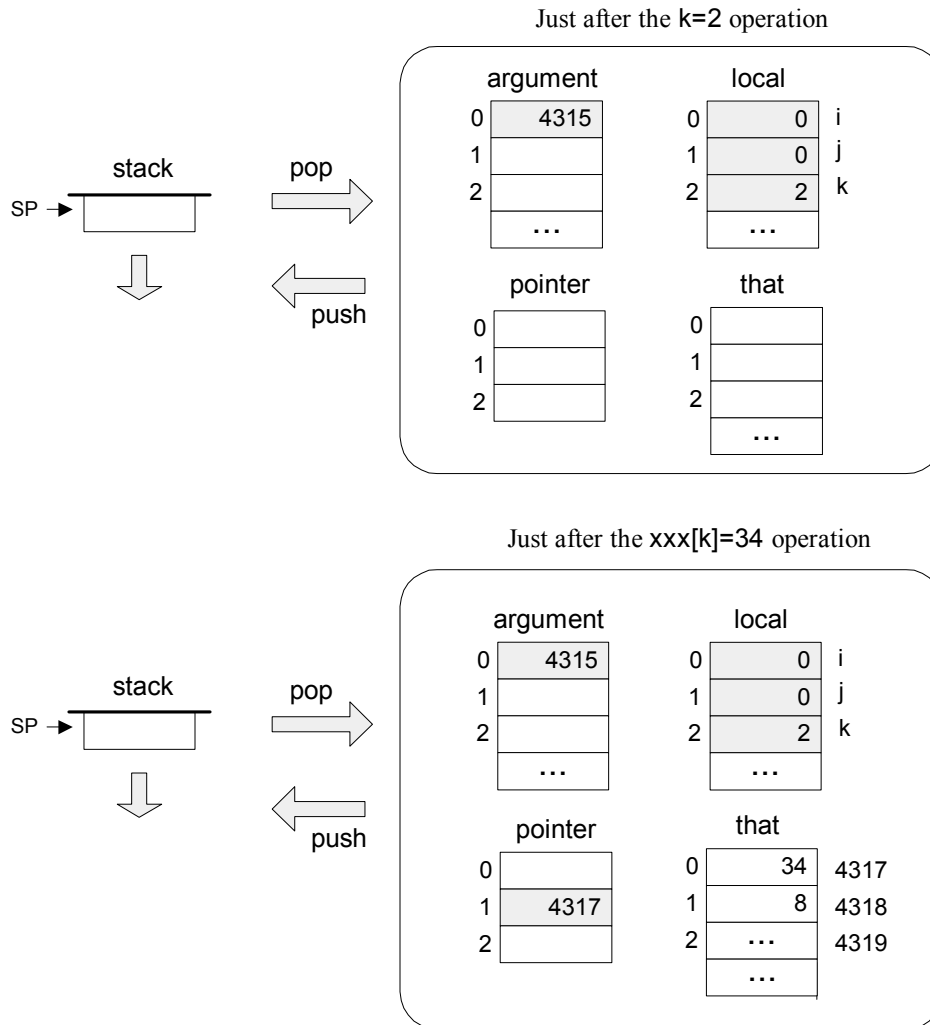 Just after the k=2 operation
argument local
0 4315 0 0 i
1 1 0 j
2 2 2 k
... ...
stack
SP
pop
push
pointer that
0 0
1 1
2 2
...
Just after the xxx[k]=34 operation
argument local
0 4315 0 0 i
1 1 0 j
2 2 2 k
... ...
stack
SP
pop
push
pointer that
0 0 34 4317
1 4317 1 8 4318
2 2 ... 4319
...